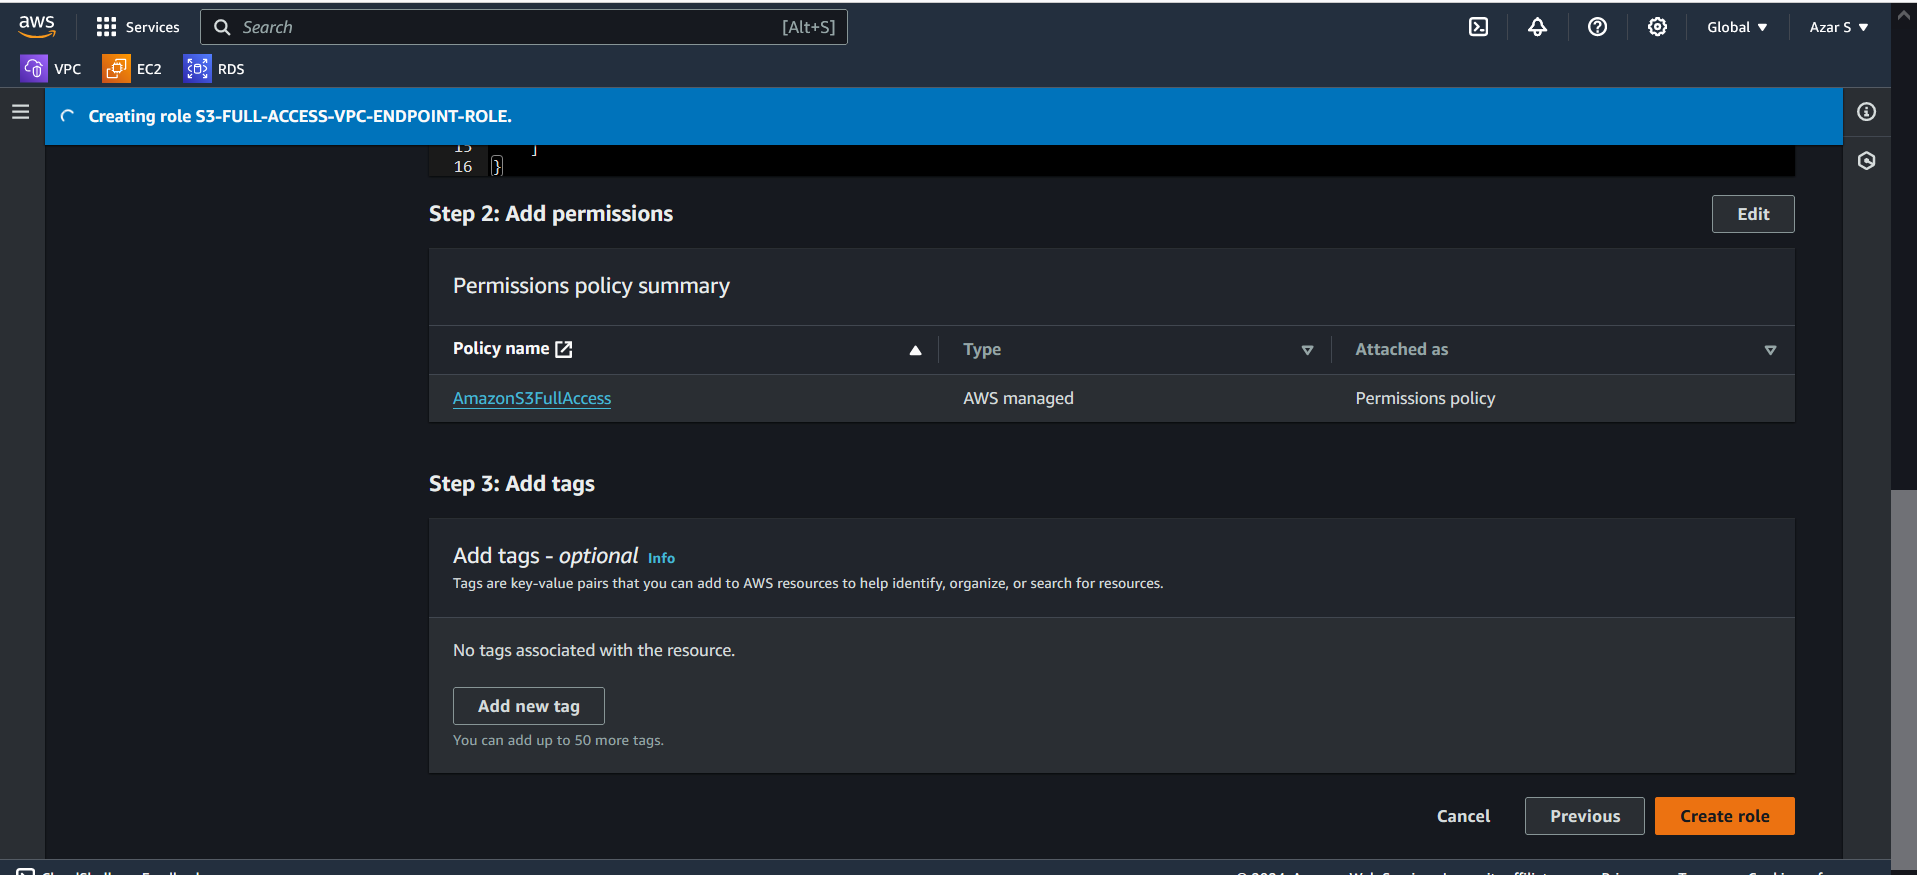 aws Services Search [Alt+S] Global ▼ Azar S ▼
VPC EC2 RDS
Creating role S3-FULL-ACCESS-VPC-ENDPOINT-ROLE.
15 ]
16 }
Step 2: Add permissions Edit
Permissions policy summary
Policy name Type Attached as
AmazonS3FullAccess AWS managed Permissions policy
Step 3: Add tags
Add tags - optional Info
Tags are key-value pairs that you can add to AWS resources to help identify, organize, or search for resources.
No tags associated with the resource.
Add new tag
You can add up to 50 more tags.
Cancel Previous Create role
CloudShell Feedback